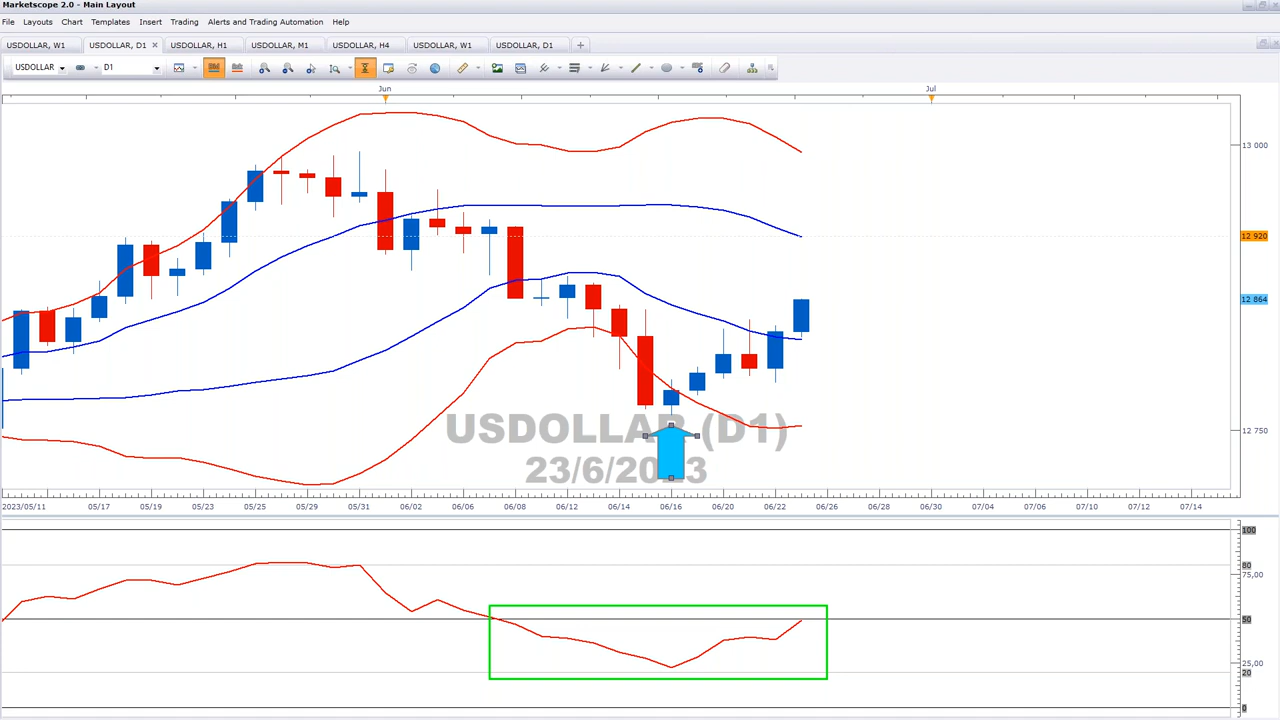 Marketscope 2.0 - Main Layout
File Layouts Chart Templates Insert Trading Alerts and Trading Automation Help
USDOLLAR, W1 USDOLLAR, D1 × USDOLLAR, H1 USDOLLAR, M1 USDOLLAR, H4 USDOLLAR, W1 USDOLLAR, D1 +
USDOLLAR D1
Jun Jul
13 000
12.920
12.864
12.750
USDOLLAR (D1)
23/6/2023
2023/05/11 05/17 05/19 05/23 05/25 05/29 05/31 06/02 06/06 06/08 06/12 06/14 06/16 06/20 06/22 06/26 06/28 06/30 07/04 07/06 07/10 07/12 07/14
100
80
75,00
50
25,00
20
0